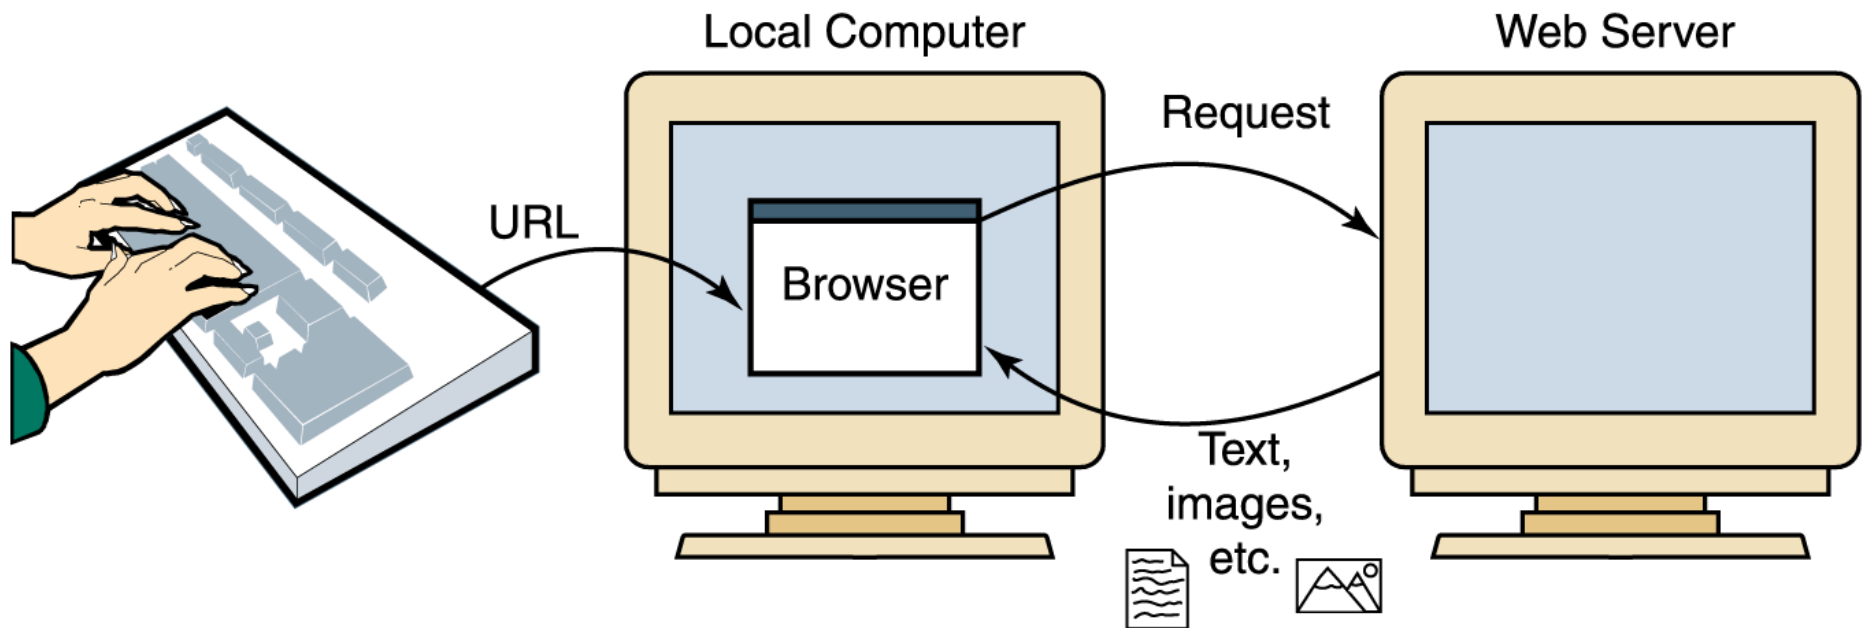 Local Computer
Web Server
Request
URL
Browser
Text,
images,
etc.